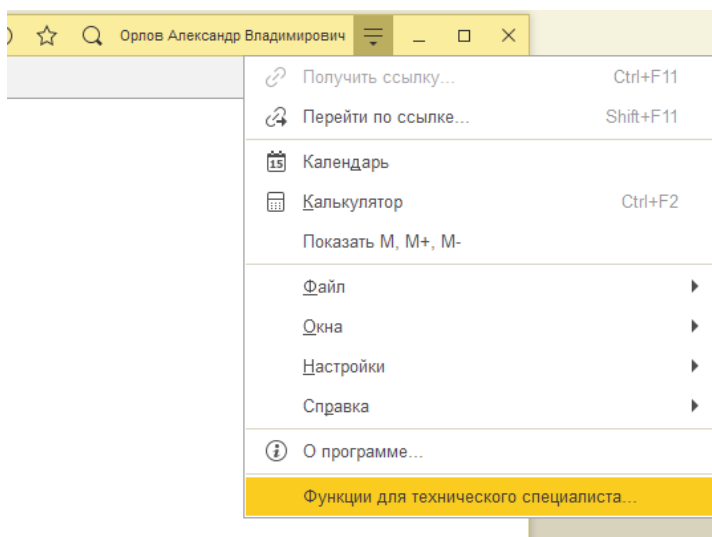 Орлов Александр Владимирович
Получить ссылку... Ctrl+F11
Перейти по ссылке... Shift+F11
15 Календарь
Калькулятор Ctrl+F2
Показать M, M+, M-
Файл
Окна
Настройки
Справка
i О программе...
Функции для технического специалиста...